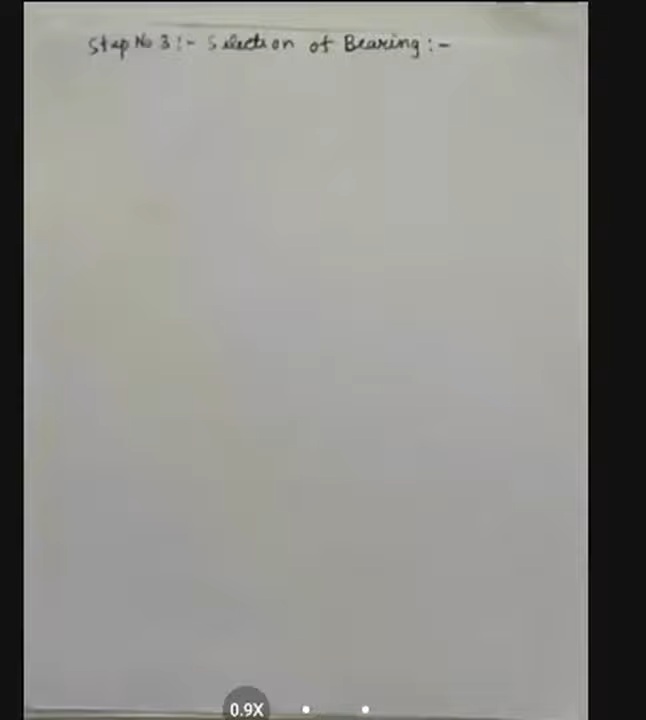 Step No 3 :- Selection of Bearing :-
0.9X